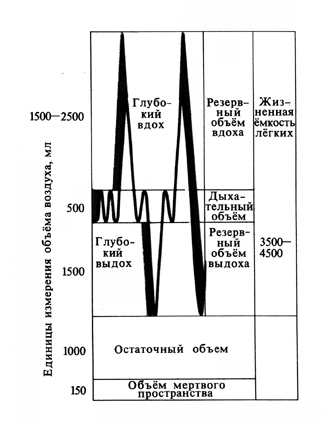 Единицы измерения объёма воздуха, мл
1500—2500
500
1500
1000
150
Глубо-
кий
вдох
Резерв-
ный
объём
вдоха
Жиз-
ненная
ёмкость
лёгких
Дыха-
тельный
объём
Глубо-
кий
выдох
Резерв-
ный
объём
выдоха
3500—
4500
Остаточный объем
Объём мертвого
пространства